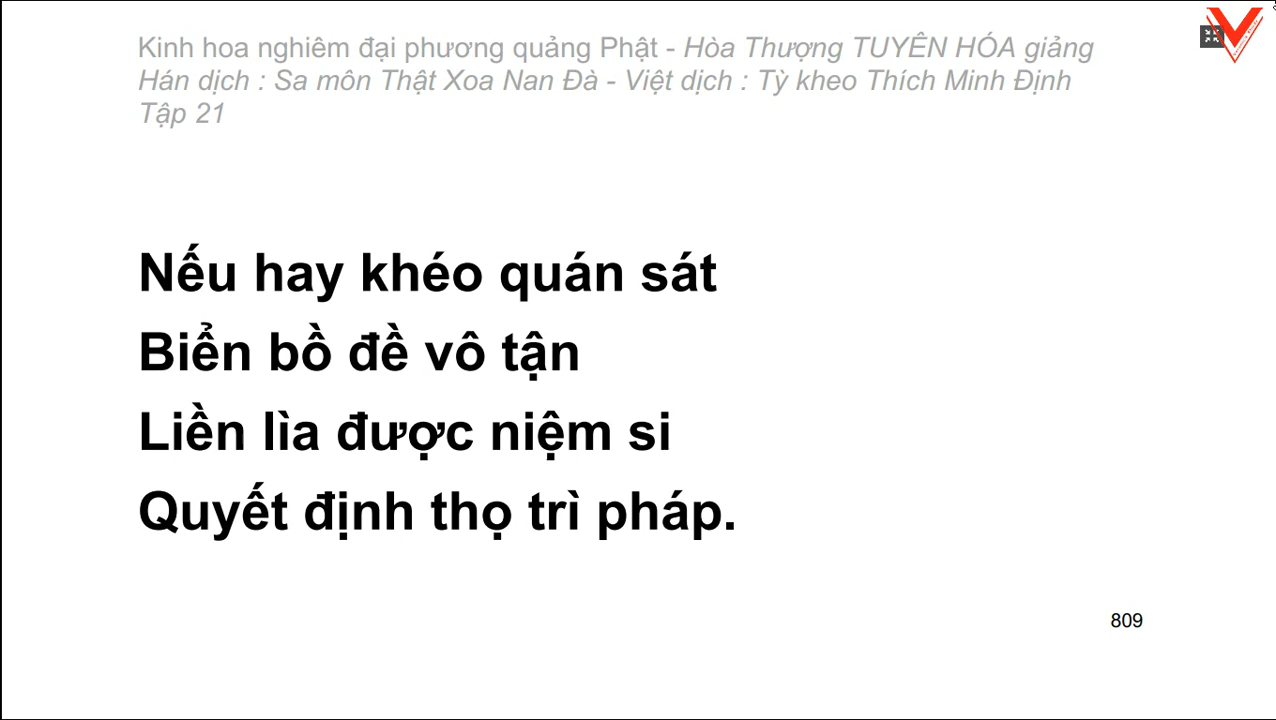 Kinh hoa nghiêm đại phương quảng Phật - Hòa Thượng TUYÊN HÓA giảng
Hán dịch : Sa môn Thật Xoa Nan Đà - Việt dịch : Tỳ kheo Thích Minh Định
Tập 21
Nếu hay khéo quán sát
Biển bồ đề vô tận
Liền lìa được niệm si
Quyết định thọ trì pháp.
809